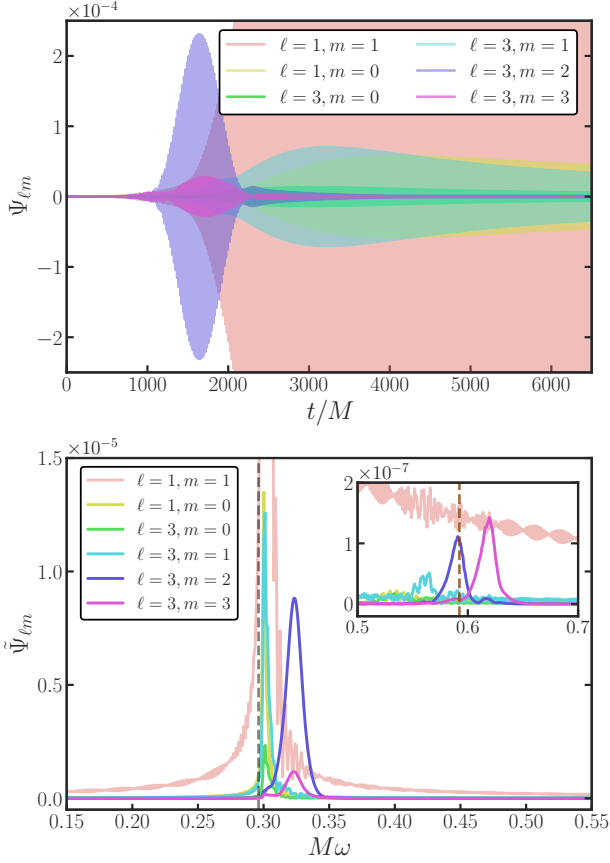 ×10⁻⁴
2
1
0
−1
−2
Ψℓm
ℓ = 1, m = 1
ℓ = 1, m = 0
ℓ = 3, m = 0
ℓ = 3, m = 1
ℓ = 3, m = 2
ℓ = 3, m = 3
0 1000 2000 3000 4000 5000 6000
t/M
×10⁻⁵
1.5
1.0
0.5
0.0
Ψ̃ℓm
ℓ = 1, m = 1
ℓ = 1, m = 0
ℓ = 3, m = 0
ℓ = 3, m = 1
ℓ = 3, m = 2
ℓ = 3, m = 3
×10⁻⁷
2
1
0
0.5 0.6 0.7
0.15 0.20 0.25 0.30 0.35 0.40 0.45 0.50 0.55
Mω